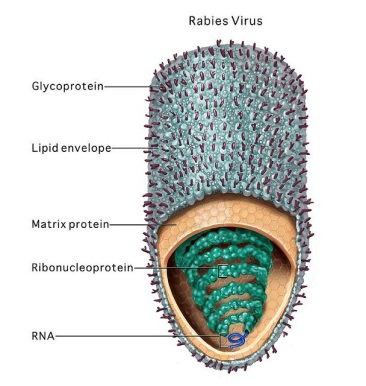 Rabies Virus
Glycoprotein
Lipid envelope
Matrix protein
Ribonucleoprotein
RNA